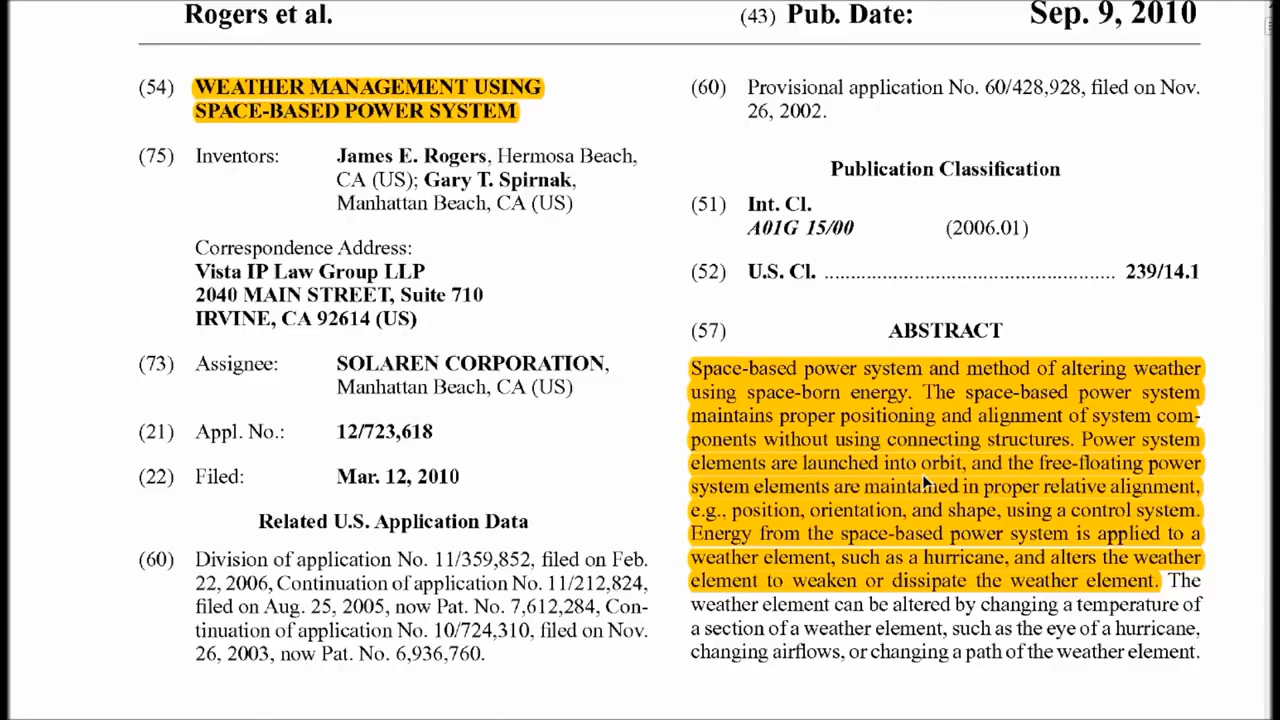 Rogers et al.
(43) Pub. Date: Sep. 9, 2010
(54) WEATHER MANAGEMENT USING
SPACE-BASED POWER SYSTEM
(75) Inventors: James E. Rogers, Hermosa Beach,
CA (US); Gary T. Spirnak,
Manhattan Beach, CA (US)
Correspondence Address:
Vista IP Law Group LLP
2040 MAIN STREET, Suite 710
IRVINE, CA 92614 (US)
(73) Assignee: SOLAREN CORPORATION,
Manhattan Beach, CA (US)
(21) Appl. No.: 12/723,618
(22) Filed: Mar. 12, 2010
Related U.S. Application Data
(60) Division of application No. 11/359,852, filed on Feb.
22, 2006, Continuation of application No. 11/212,824,
filed on Aug. 25, 2005, now Pat. No. 7,612,284, Con-
tinuation of application No. 10/724,310, filed on Nov.
26, 2003, now Pat. No. 6,936,760.
(60) Provisional application No. 60/428,928, filed on Nov.
26, 2002.
Publication Classification
(51) Int. Cl.
A01G 15/00 (2006.01)
(52) U.S. Cl. ................................................. 239/14.1
(57) ABSTRACT
Space-based power system and method of altering weather
using space-born energy. The space-based power system
maintains proper positioning and alignment of system com-
ponents without using connecting structures. Power system
elements are launched into orbit, and the free-floating power
system elements are maintained in proper relative alignment,
e.g., position, orientation, and shape, using a control system.
Energy from the space-based power system is applied to a
weather element, such as a hurricane, and alters the weather
element to weaken or dissipate the weather element. The
weather element can be altered by changing a temperature of
a section of a weather element, such as the eye of a hurricane,
changing airflows, or changing a path of the weather element.